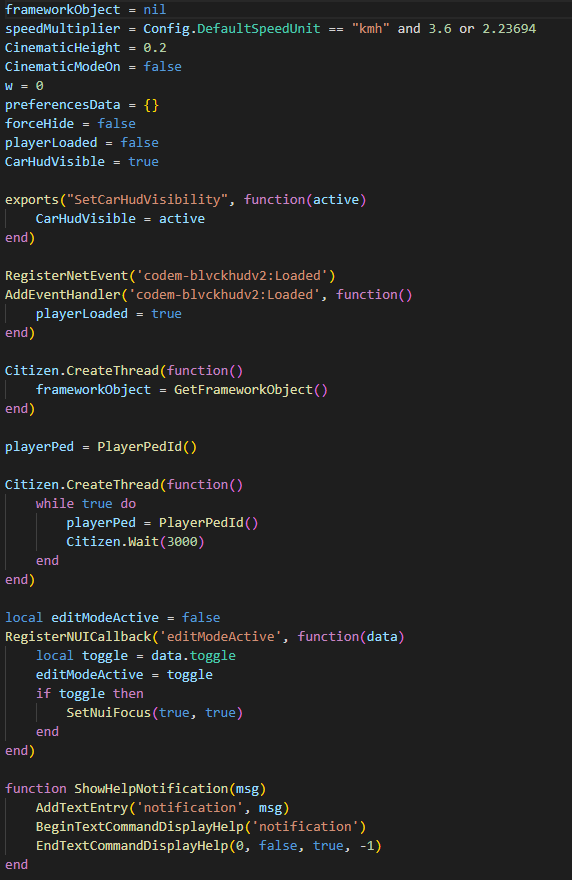 frameworkObject = nil
speedMultiplier = Config.DefaultSpeedUnit == "kmh" and 3.6 or 2.23694
CinematicHeight = 0.2
CinematicModeOn = false
w = 0
preferencesData = {}
forceHide = false
playerLoaded = false
CarHudVisible = true

exports("SetCarHudVisibility", function(active)
    CarHudVisible = active
end)

RegisterNetEvent('codem-blvckhudv2:Loaded')
AddEventHandler('codem-blvckhudv2:Loaded', function()
    playerLoaded = true
end)

Citizen.CreateThread(function()
    frameworkObject = GetFrameworkObject()
end)

playerPed = PlayerPedId()

Citizen.CreateThread(function()
    while true do
        playerPed = PlayerPedId()
        Citizen.Wait(3000)
    end
end)

local editModeActive = false
RegisterNUICallback('editModeActive', function(data)
    local toggle = data.toggle
    editModeActive = toggle
    if toggle then
        SetNuiFocus(true, true)
    end
end)

function ShowHelpNotification(msg)
    AddTextEntry('notification', msg)
    BeginTextCommandDisplayHelp('notification')
    EndTextCommandDisplayHelp(0, false, true, -1)
end